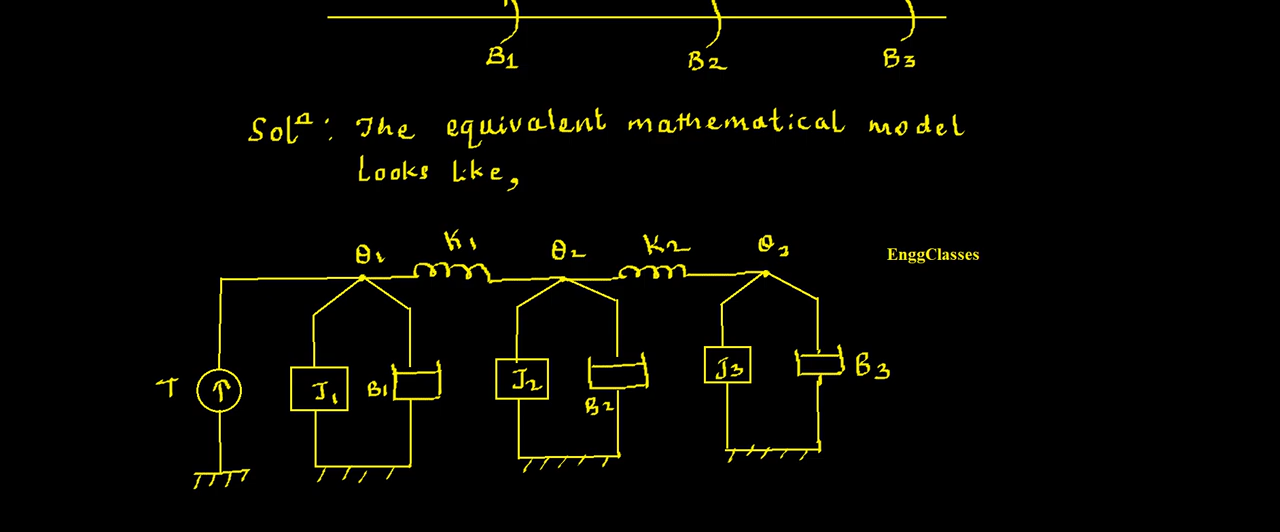 B1 B2 B3
Solⁿ: The equivalent mathematical model
Looks like,
θ1 K1 θ2 K2 θ3
EnggClasses
T J1 B1 J2 B2 J3 B3